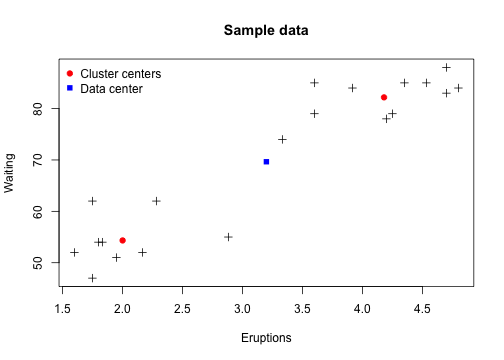 Sample data
Cluster centers
Data center
Waiting
80
70
60
50
1.5 2.0 2.5 3.0 3.5 4.0 4.5
Eruptions